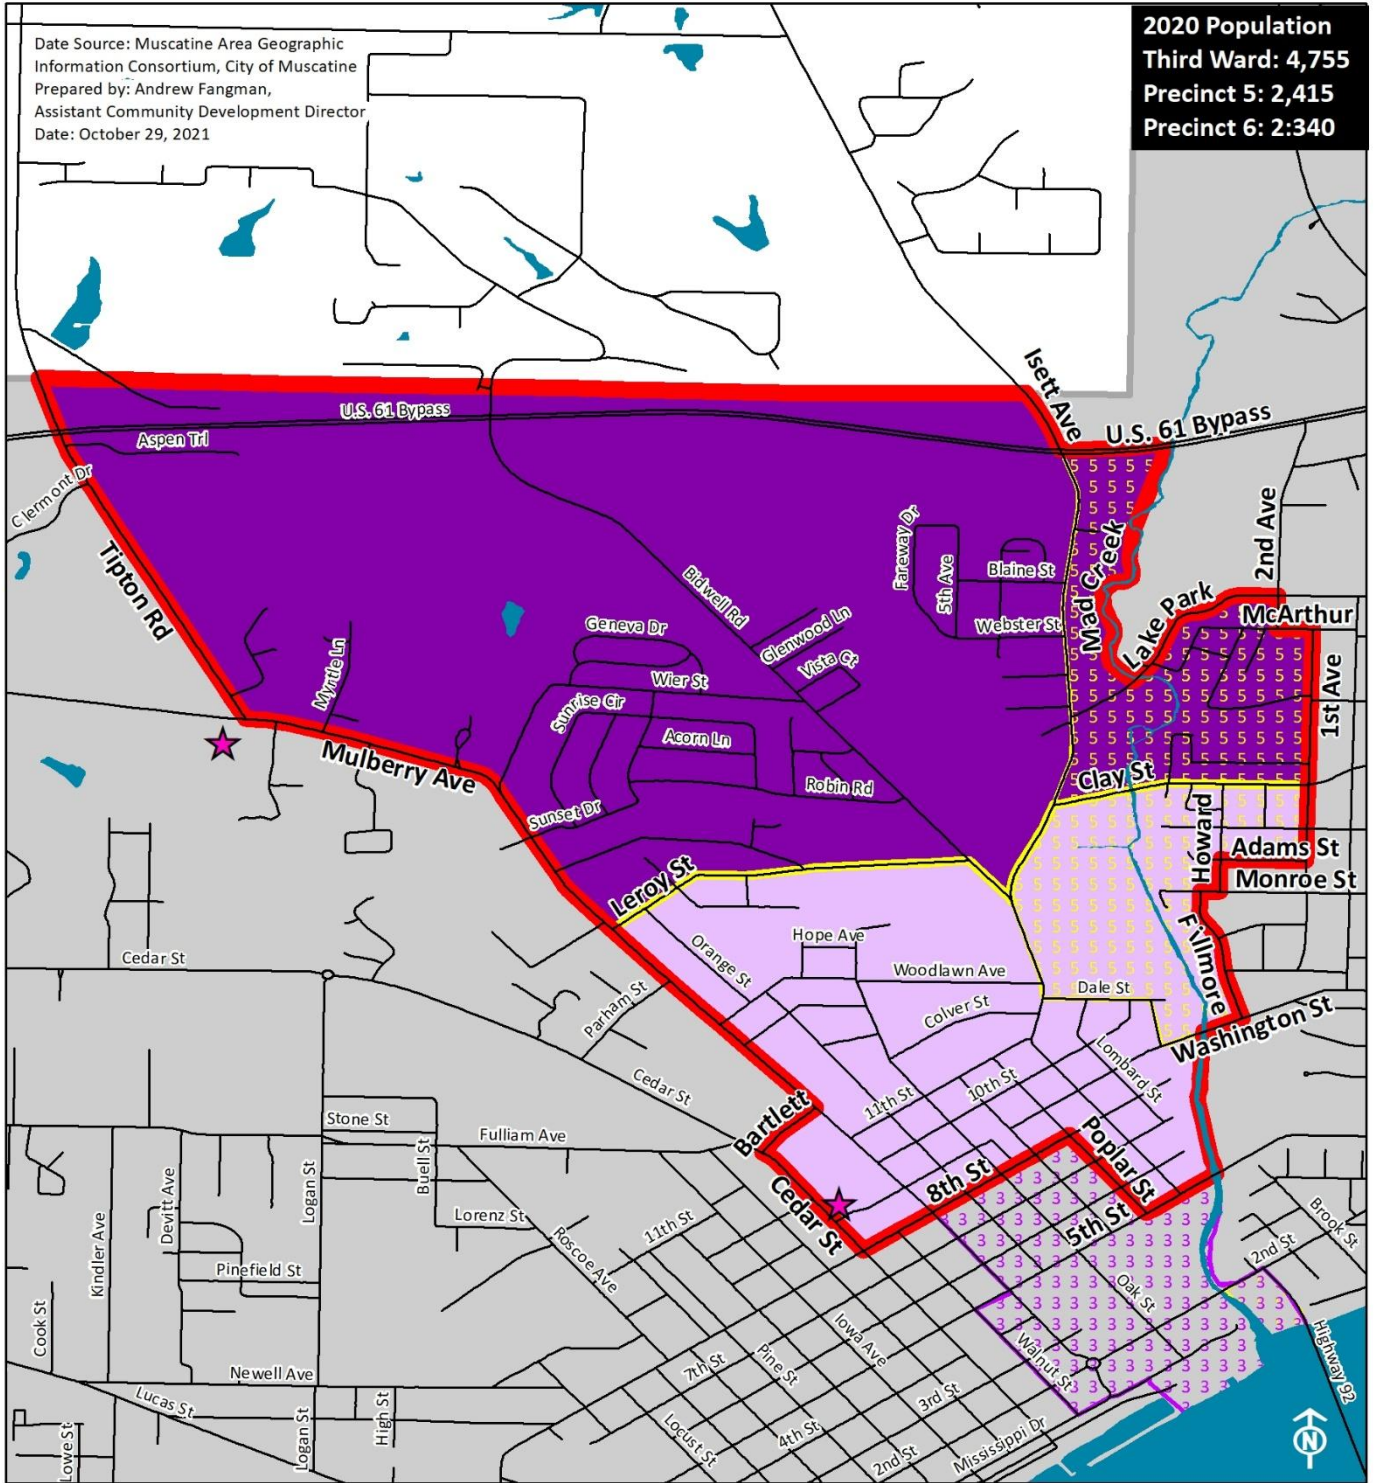 Date Source: Muscatine Area Geographic
Information Consortium, City of Muscatine
Prepared by: Andrew Fangman,
Assistant Community Development Director
Date: October 29, 2021
2020 Population
Third Ward: 4,755
Precinct 5: 2,415
Precinct 6: 2:340
Isett Ave
U.S. 61 Bypass
U.S. 61 Bypass
Aspen Trl
Clermont Dr
Tipton Rd
2nd Ave
Fareway Dr
5th Ave
Blaine St
Webster St
Mad Creek
Lake Park
McArthur
1st Ave
Bidwell Rd
Glenwood Ln
Vista Ct
Geneva Dr
Wier St
Myrtle Ln
Sunrise Cir
Acorn Ln
Robin Rd
Mulberry Ave
Sunset Dr
Clay St
Howard
Adams St
Monroe St
Leroy St
Fillmore
Orange St
Hope Ave
Woodlawn Ave
Dale St
Colver St
Washington St
Cedar St
Parham St
Cedar St
Lombard St
11th St
10th St
Bartlett
Stone St
Fulliam Ave
Buell St
Logan St
Devitt Ave
Kindler Ave
Lorenz St
Pinefield St
Roscoe Ave
11th St
Cedar St
8th St
Poplar St
5th St
Brook St
2nd St
Oak St
Cook St
Newell Ave
Lucas St
Logan St
High St
Lowe St
7th St
Pine St
Iowa Ave
Walnut St
3rd St
4th St
Locust St
2nd St
Mississippi Dr
Highway 92
N